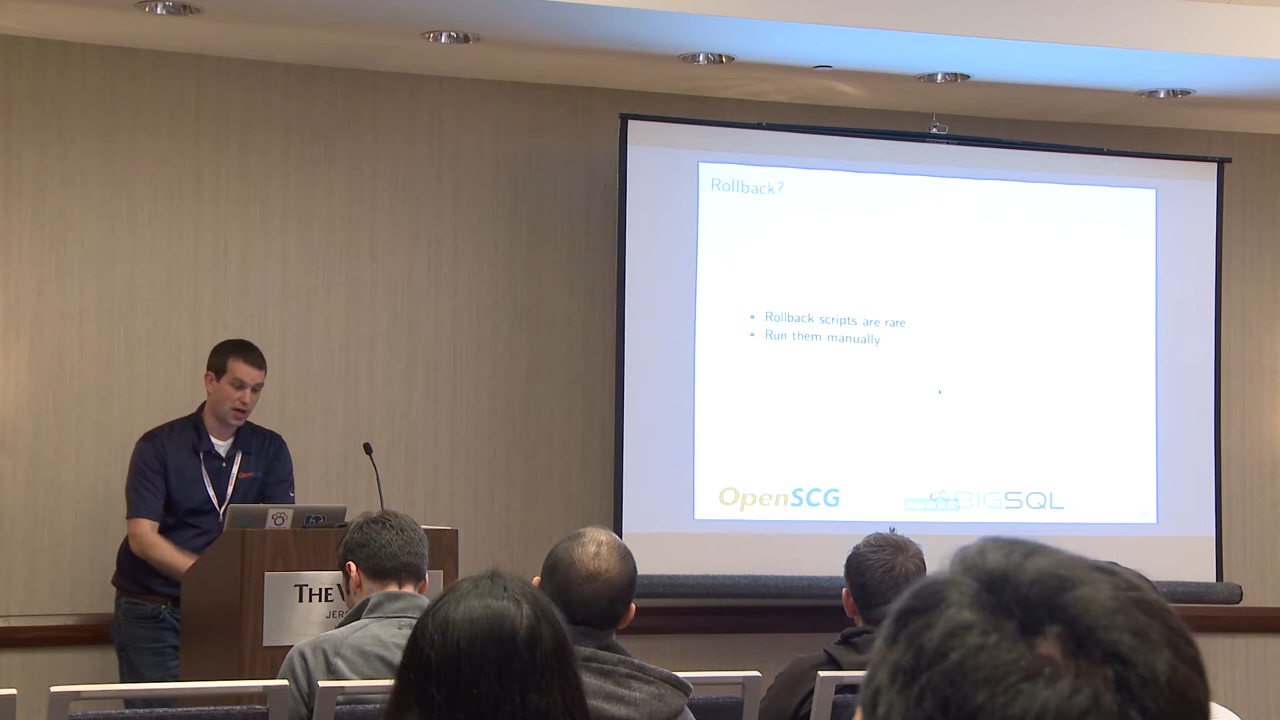 Rollback?
Rollback scripts are rare
Run them manually
OpenSCG
BIGSQL
THE